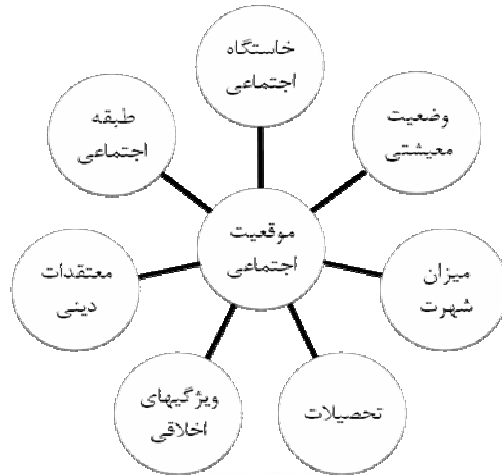 خاستگاه
اجتماعی
وضعیت
معیشتی
میزان
شهرت
تحصیلات
ویژگیهای
اخلاقی
معتقدات
دینی
طبقه
اجتماعی
موقعیت
اجتماعی